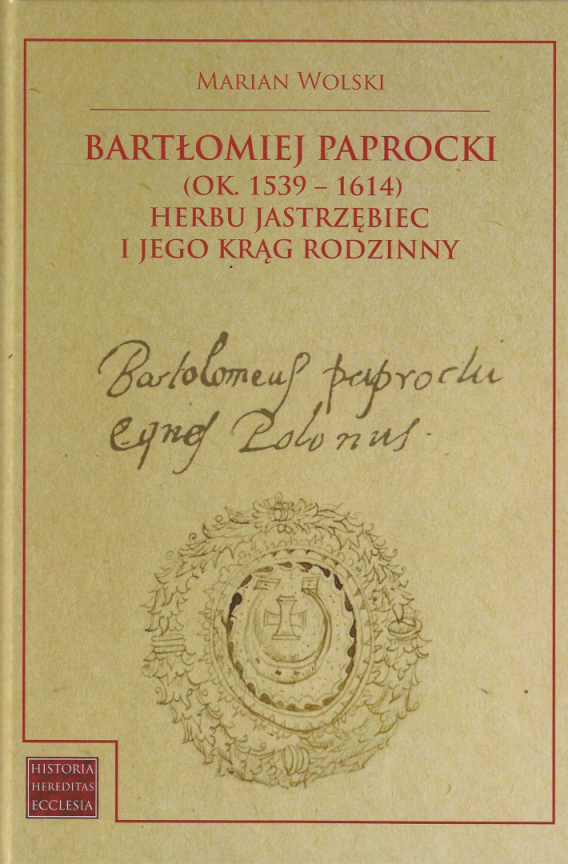 MARIAN WOLSKI
BARTŁOMIEJ PAPROCKI
(OK. 1539 – 1614)
HERBU JASTRZĘBIEC
I JEGO KRĄG RODZINNY
Bartolomeus paprocki
Eques Polonus.
HISTORIA
HEREDITAS
ECCLESIA